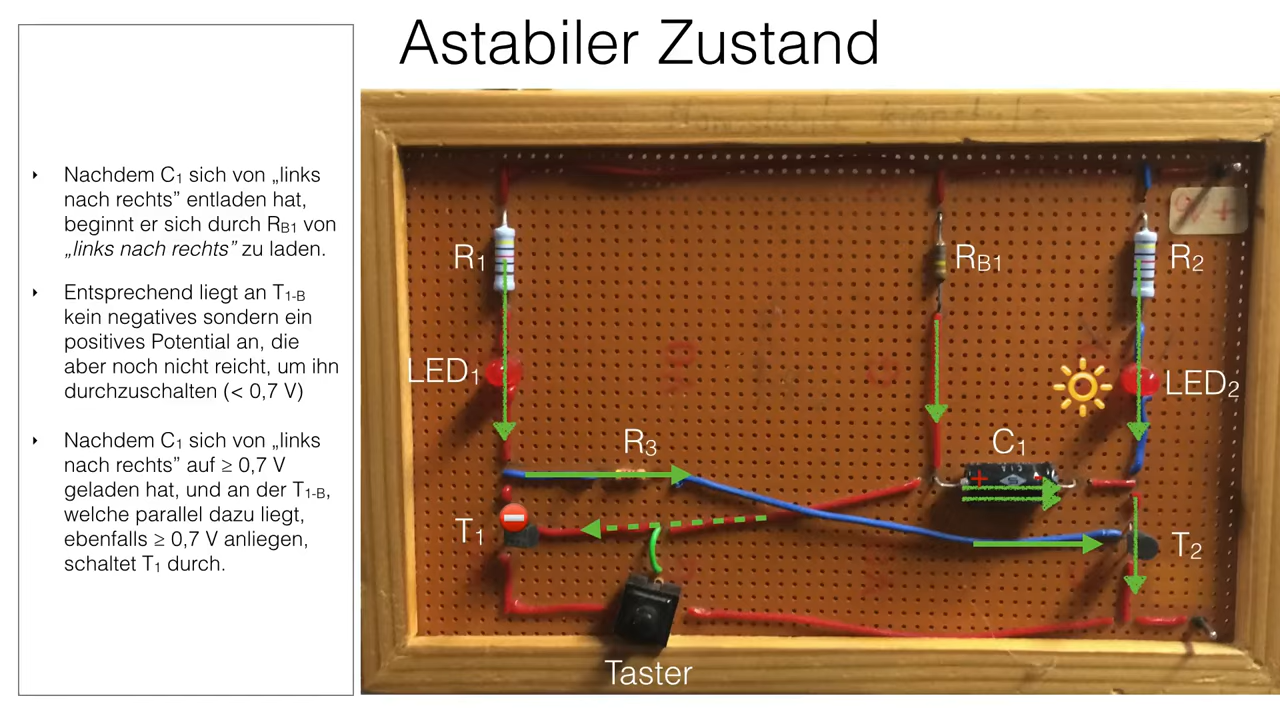 Astabiler Zustand
‣ Nachdem C₁ sich von „links
nach rechts” entladen hat,
beginnt er sich durch R_B1 von
„links nach rechts” zu laden.
‣ Entsprechend liegt an T₁₋B
kein negatives sondern ein
positives Potential an, die
aber noch nicht reicht, um ihn
durchzuschalten (< 0,7 V)
‣ Nachdem C₁ sich von „links
nach rechts” auf ≥ 0,7 V
geladen hat, und an der T₁₋B,
welche parallel dazu liegt,
ebenfalls ≥ 0,7 V anliegen,
schaltet T₁ durch.
+ 9V
R₁
R_B1
R₂
LED₁
LED₂
R₃
C₁
+ -
T₁
T₂
Taster